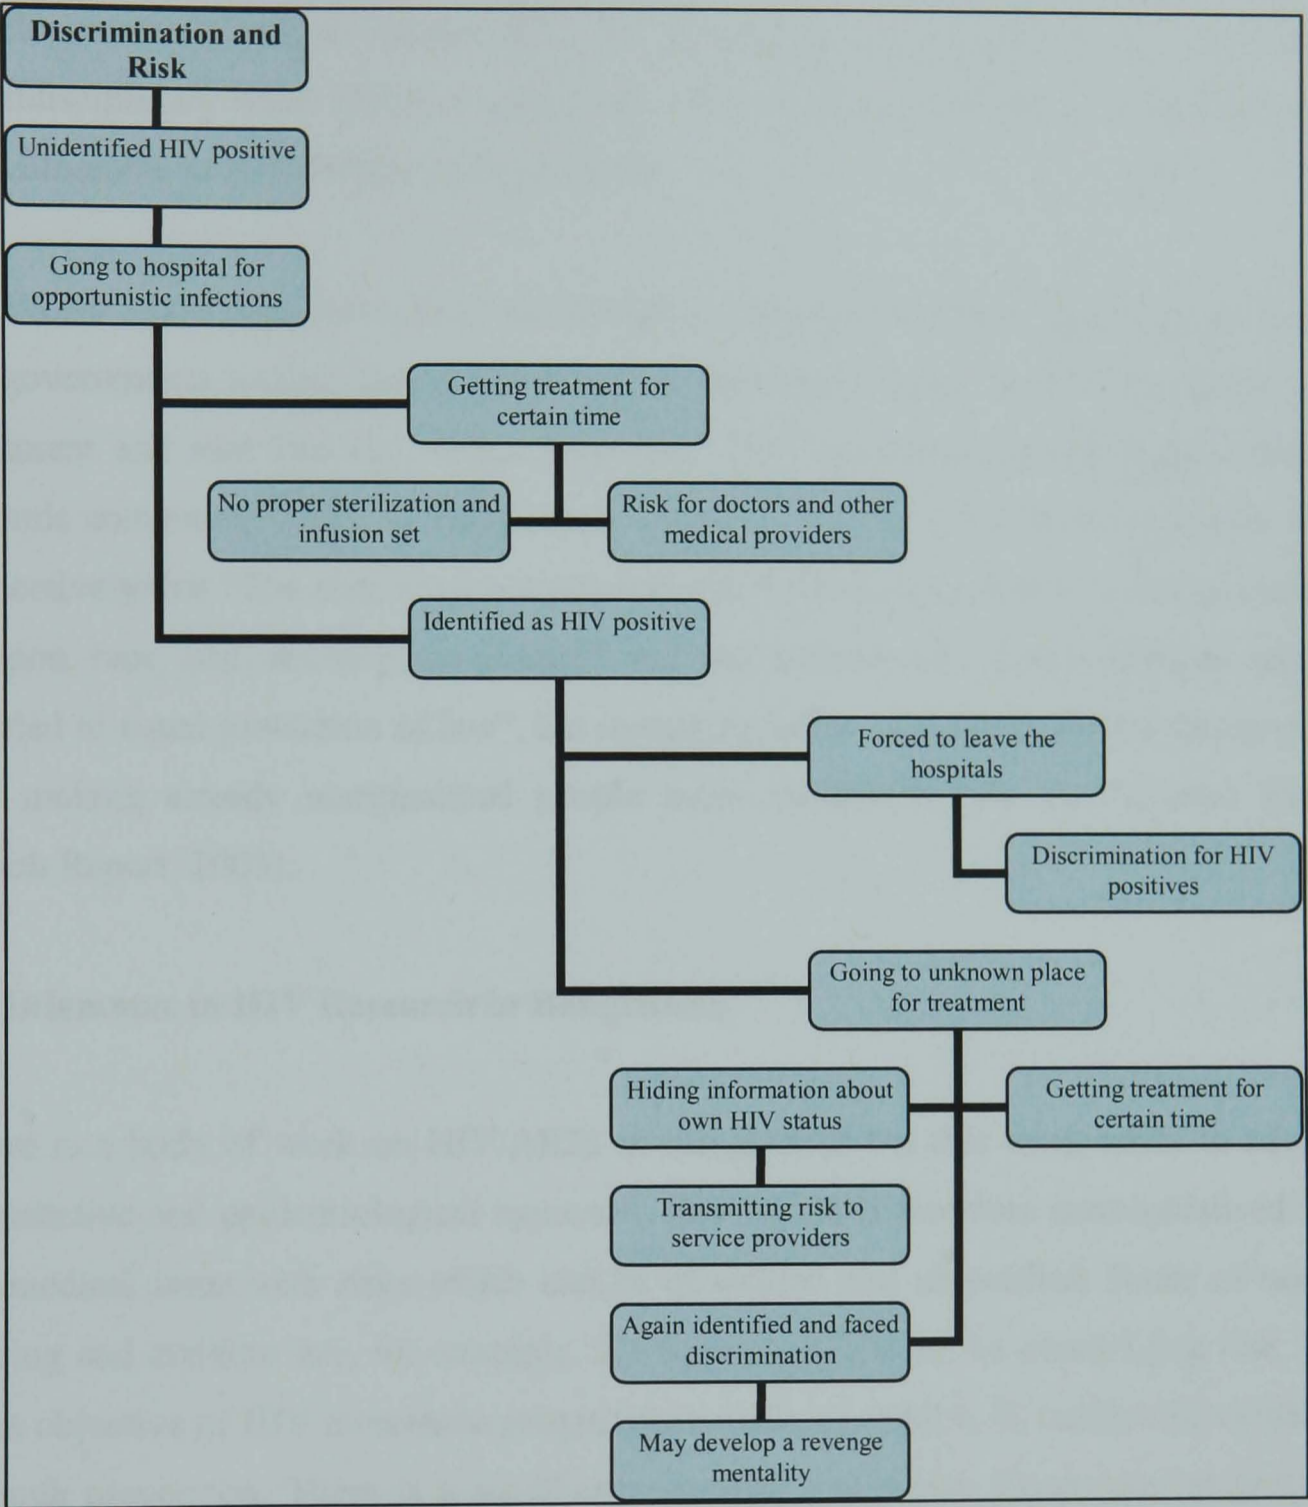 Discrimination and
Risk
Unidentified HIV positive
Gong to hospital for
opportunistic infections
Getting treatment for
certain time
No proper sterilization and
infusion set
Risk for doctors and other
medical providers
Identified as HIV positive
Forced to leave the
hospitals
Discrimination for HIV
positives
Going to unknown place
for treatment
Hiding information about
own HIV status
Getting treatment for
certain time
Transmitting risk to
service providers
Again identified and faced
discrimination
May develop a revenge
mentality